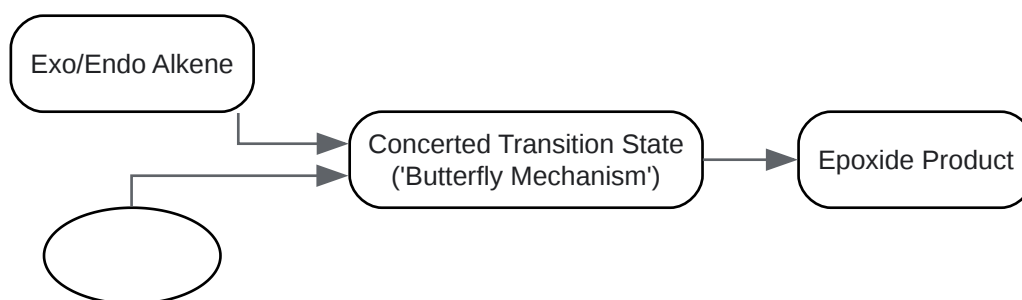 Exo/Endo Alkene
Concerted Transition State
('Butterfly Mechanism')
Epoxide Product